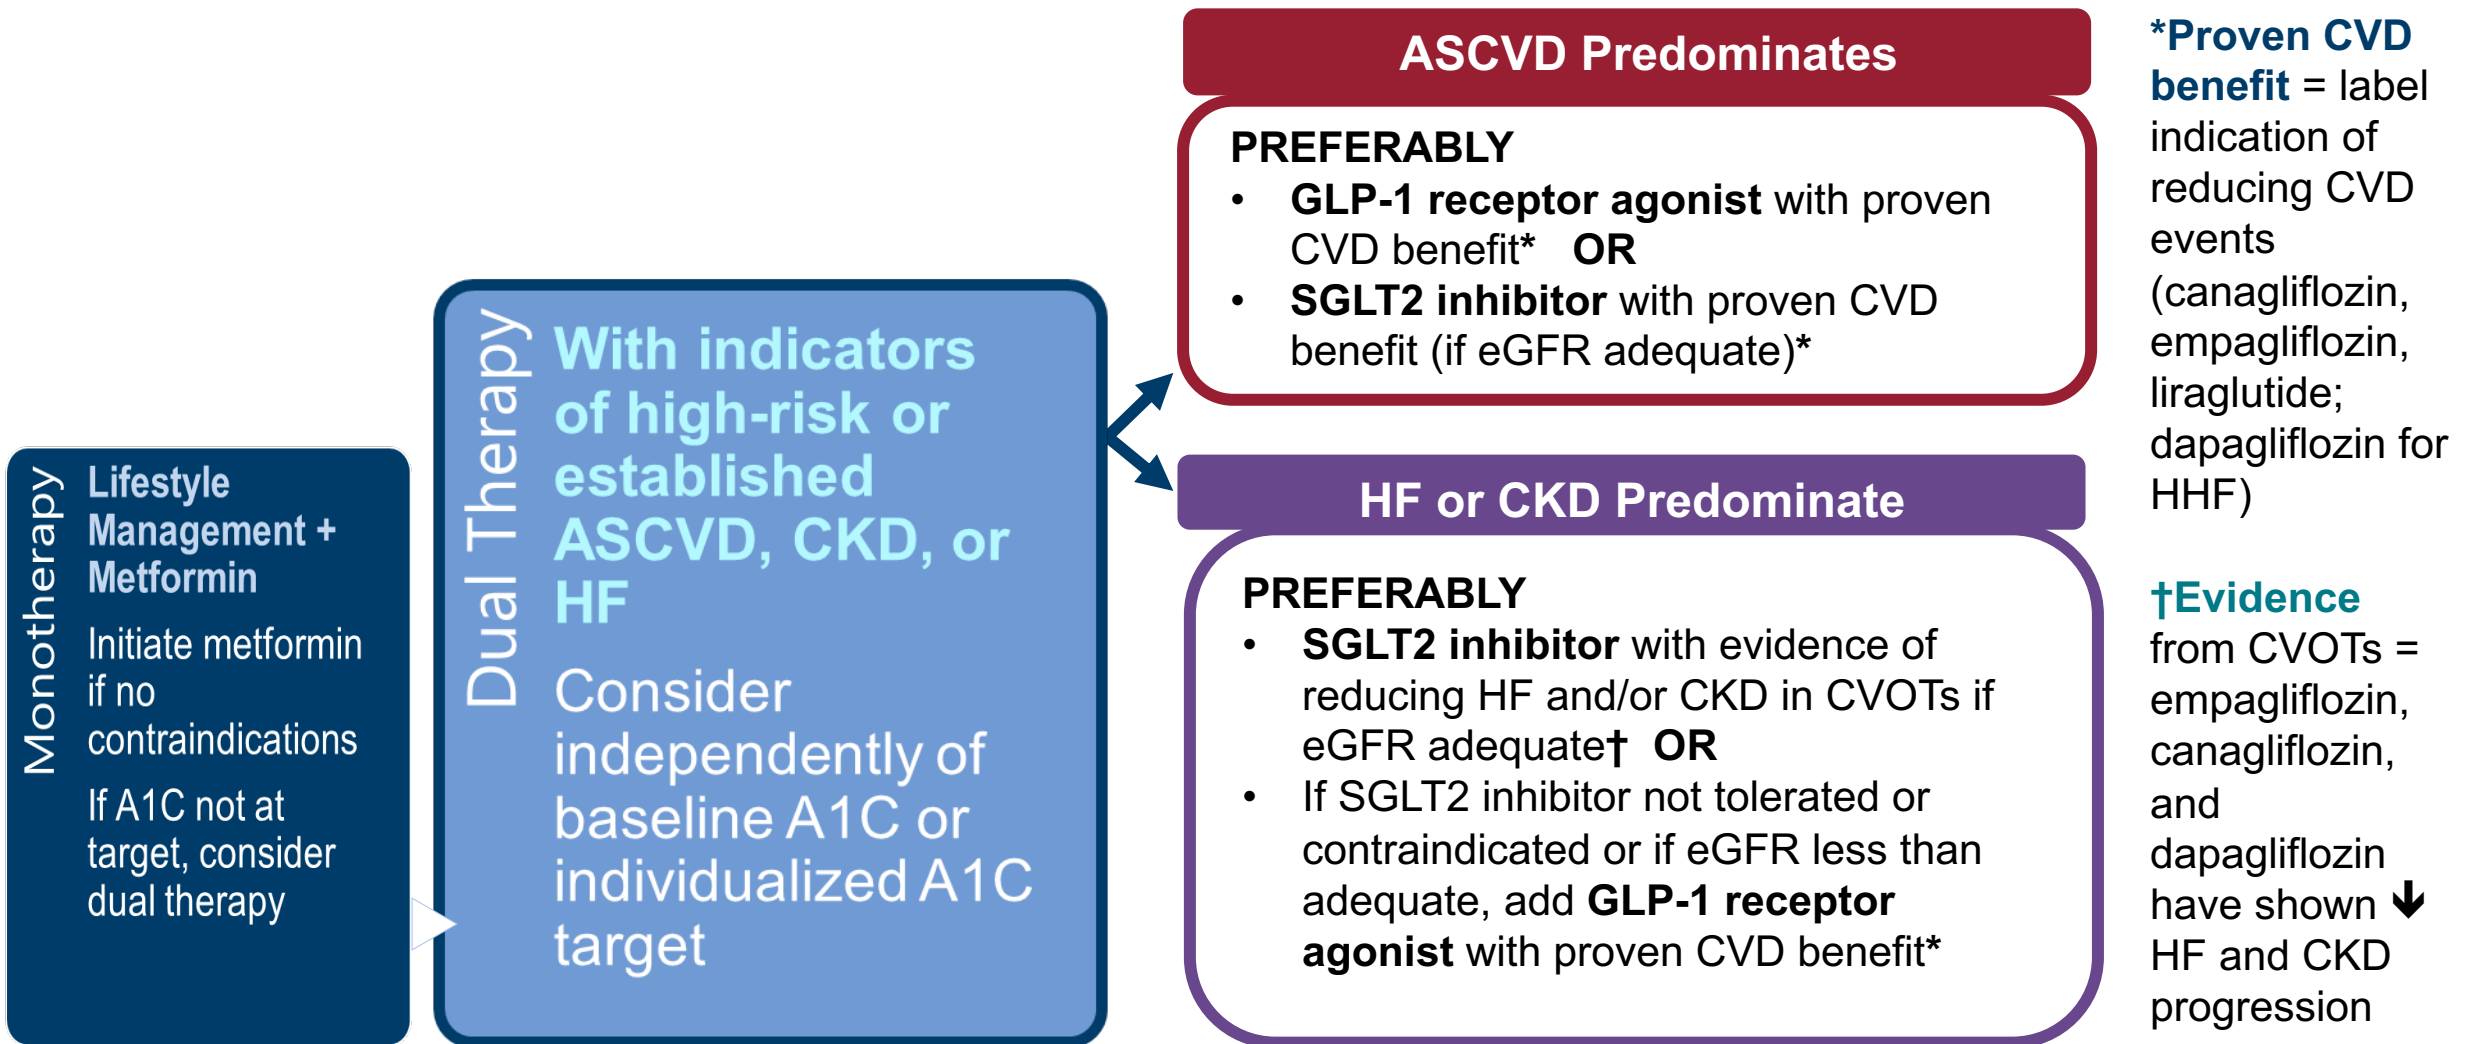 Monotherapy
Lifestyle
Management +
Metformin
Initiate metformin
if no
contraindications
If A1C not at
target, consider
dual therapy
Dual Therapy
With indicators
of high-risk or
established
ASCVD, CKD, or
HF
Consider
independently of
baseline A1C or
individualized A1C
target
ASCVD Predominates
PREFERABLY
• GLP-1 receptor agonist with proven
CVD benefit* OR
• SGLT2 inhibitor with proven CVD
benefit (if eGFR adequate)*
HF or CKD Predominate
PREFERABLY
• SGLT2 inhibitor with evidence of
reducing HF and/or CKD in CVOTs if
eGFR adequate† OR
• If SGLT2 inhibitor not tolerated or
contraindicated or if eGFR less than
adequate, add GLP-1 receptor
agonist with proven CVD benefit*
*Proven CVD
benefit = label
indication of
reducing CVD
events
(canagliflozin,
empagliflozin,
liraglutide;
dapagliflozin for
HHF)
†Evidence
from CVOTs =
empagliflozin,
canagliflozin,
and
dapagliflozin
have shown 🡻
HF and CKD
progression